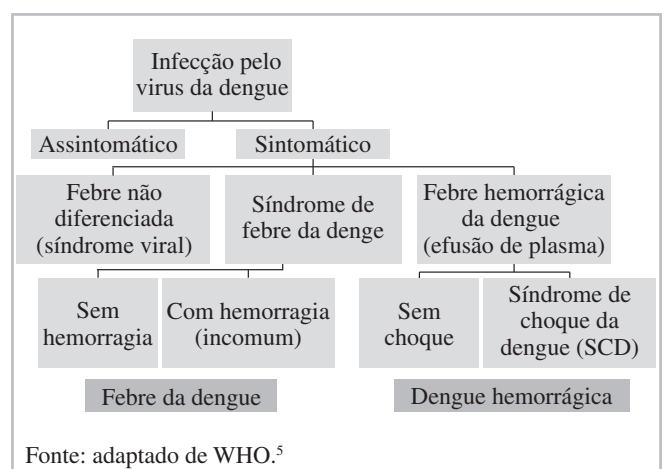 Infecção pelo
virus da dengue
Assintomático
Sintomático
Febre não
diferenciada
(síndrome viral)
Síndrome de
febre da denge
Febre hemorrágica
da dengue
(efusão de plasma)
Sem
hemorragia
Com hemorragia
(incomum)
Sem
choque
Síndrome de
choque da
dengue (SCD)
Febre da dengue
Dengue hemorrágica
Fonte: adaptado de WHO.⁵